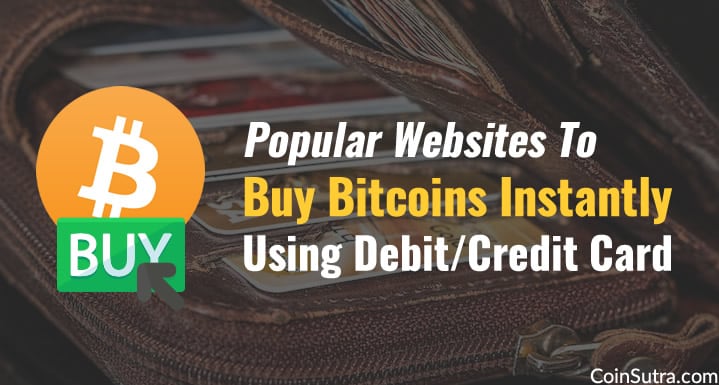 Popular Websites To
Buy Bitcoins Instantly
Using Debit/Credit Card
BUY
CoinSutra.com